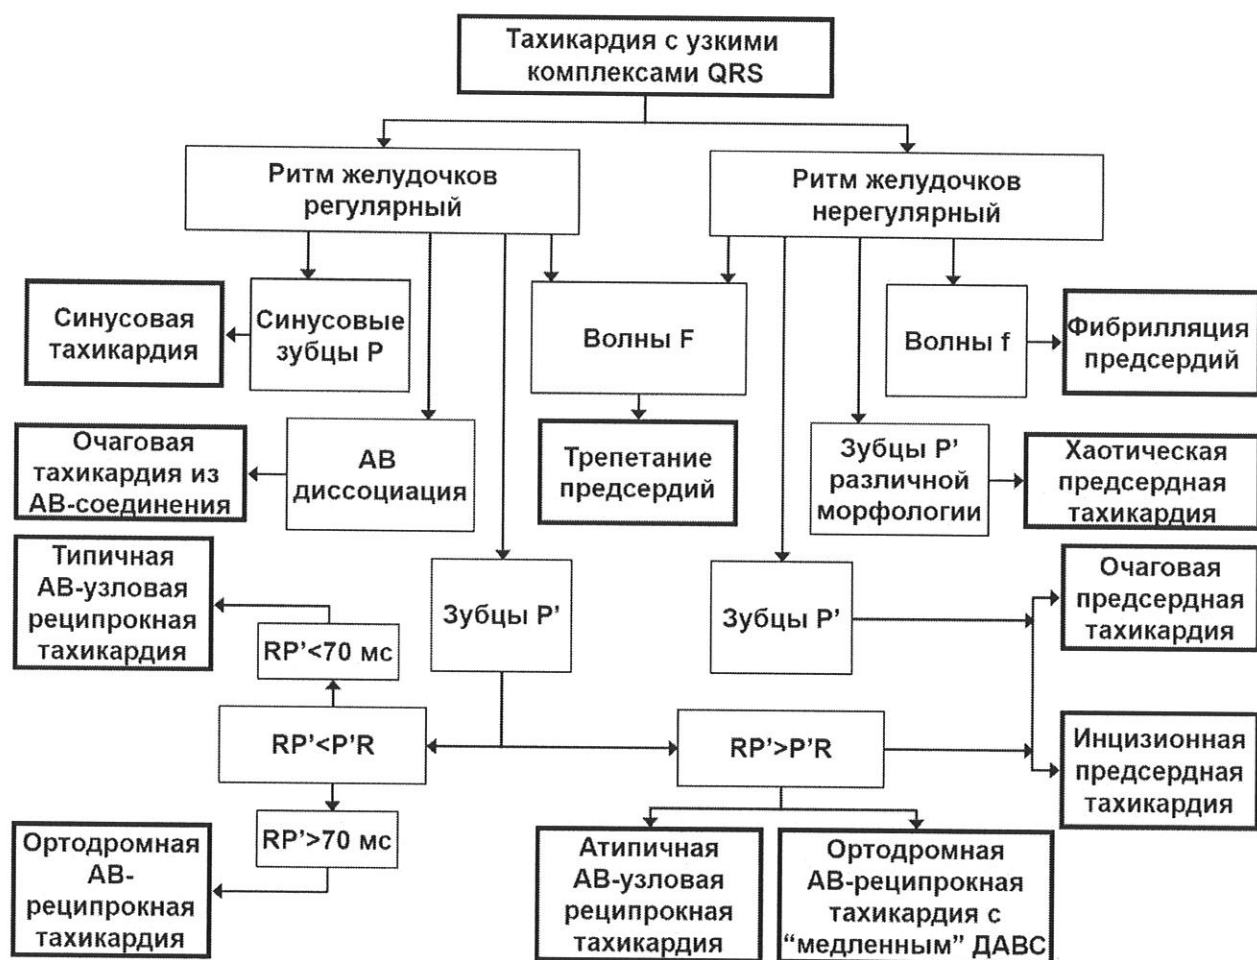 Тахикардия с узкими
комплексами QRS
Ритм желудочков
регулярный
Ритм желудочков
нерегулярный
Синусовая
тахикардия
Синусовые
зубцы P
Волны F
Волны f
Фибрилляция
предсердий
Очаговая
тахикардия из
АВ-соединения
АВ
диссоциация
Трепетание
предсердий
Зубцы P’
различной
морфологии
Хаотическая
предсердная
тахикардия
Типичная
АВ-узловая
реципрокная
тахикардия
RP’<70 мс
Зубцы P’
Зубцы P’
Очаговая
предсердная
тахикардия
RP’<P’R
RP’>P’R
Инцизионная
предсердная
тахикардия
RP’>70 мс
Ортодромная
АВ-
реципрокная
тахикардия
Атипичная
АВ-узловая
реципрокная
тахикардия
Ортодромная
АВ-реципрокная
тахикардия с
“медленным” ДАВС